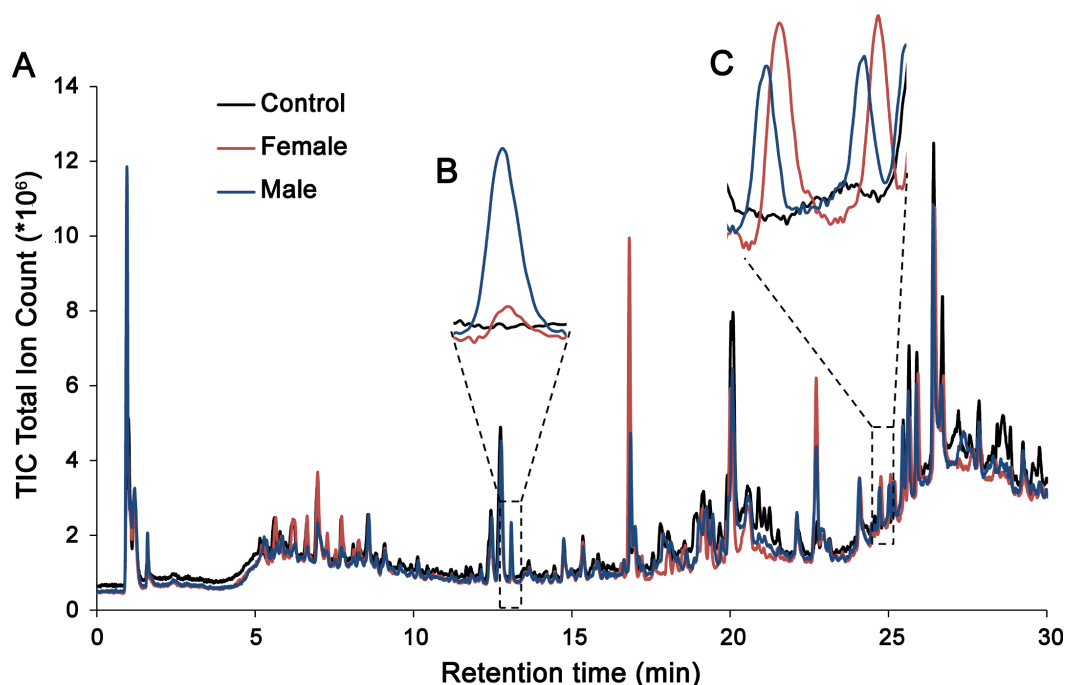 A
B
C
Control
Female
Male
TIC Total Ion Count (*10⁶)
14
12
10
8
6
4
2
0
0 5 10 15 20 25 30
Retention time (min)